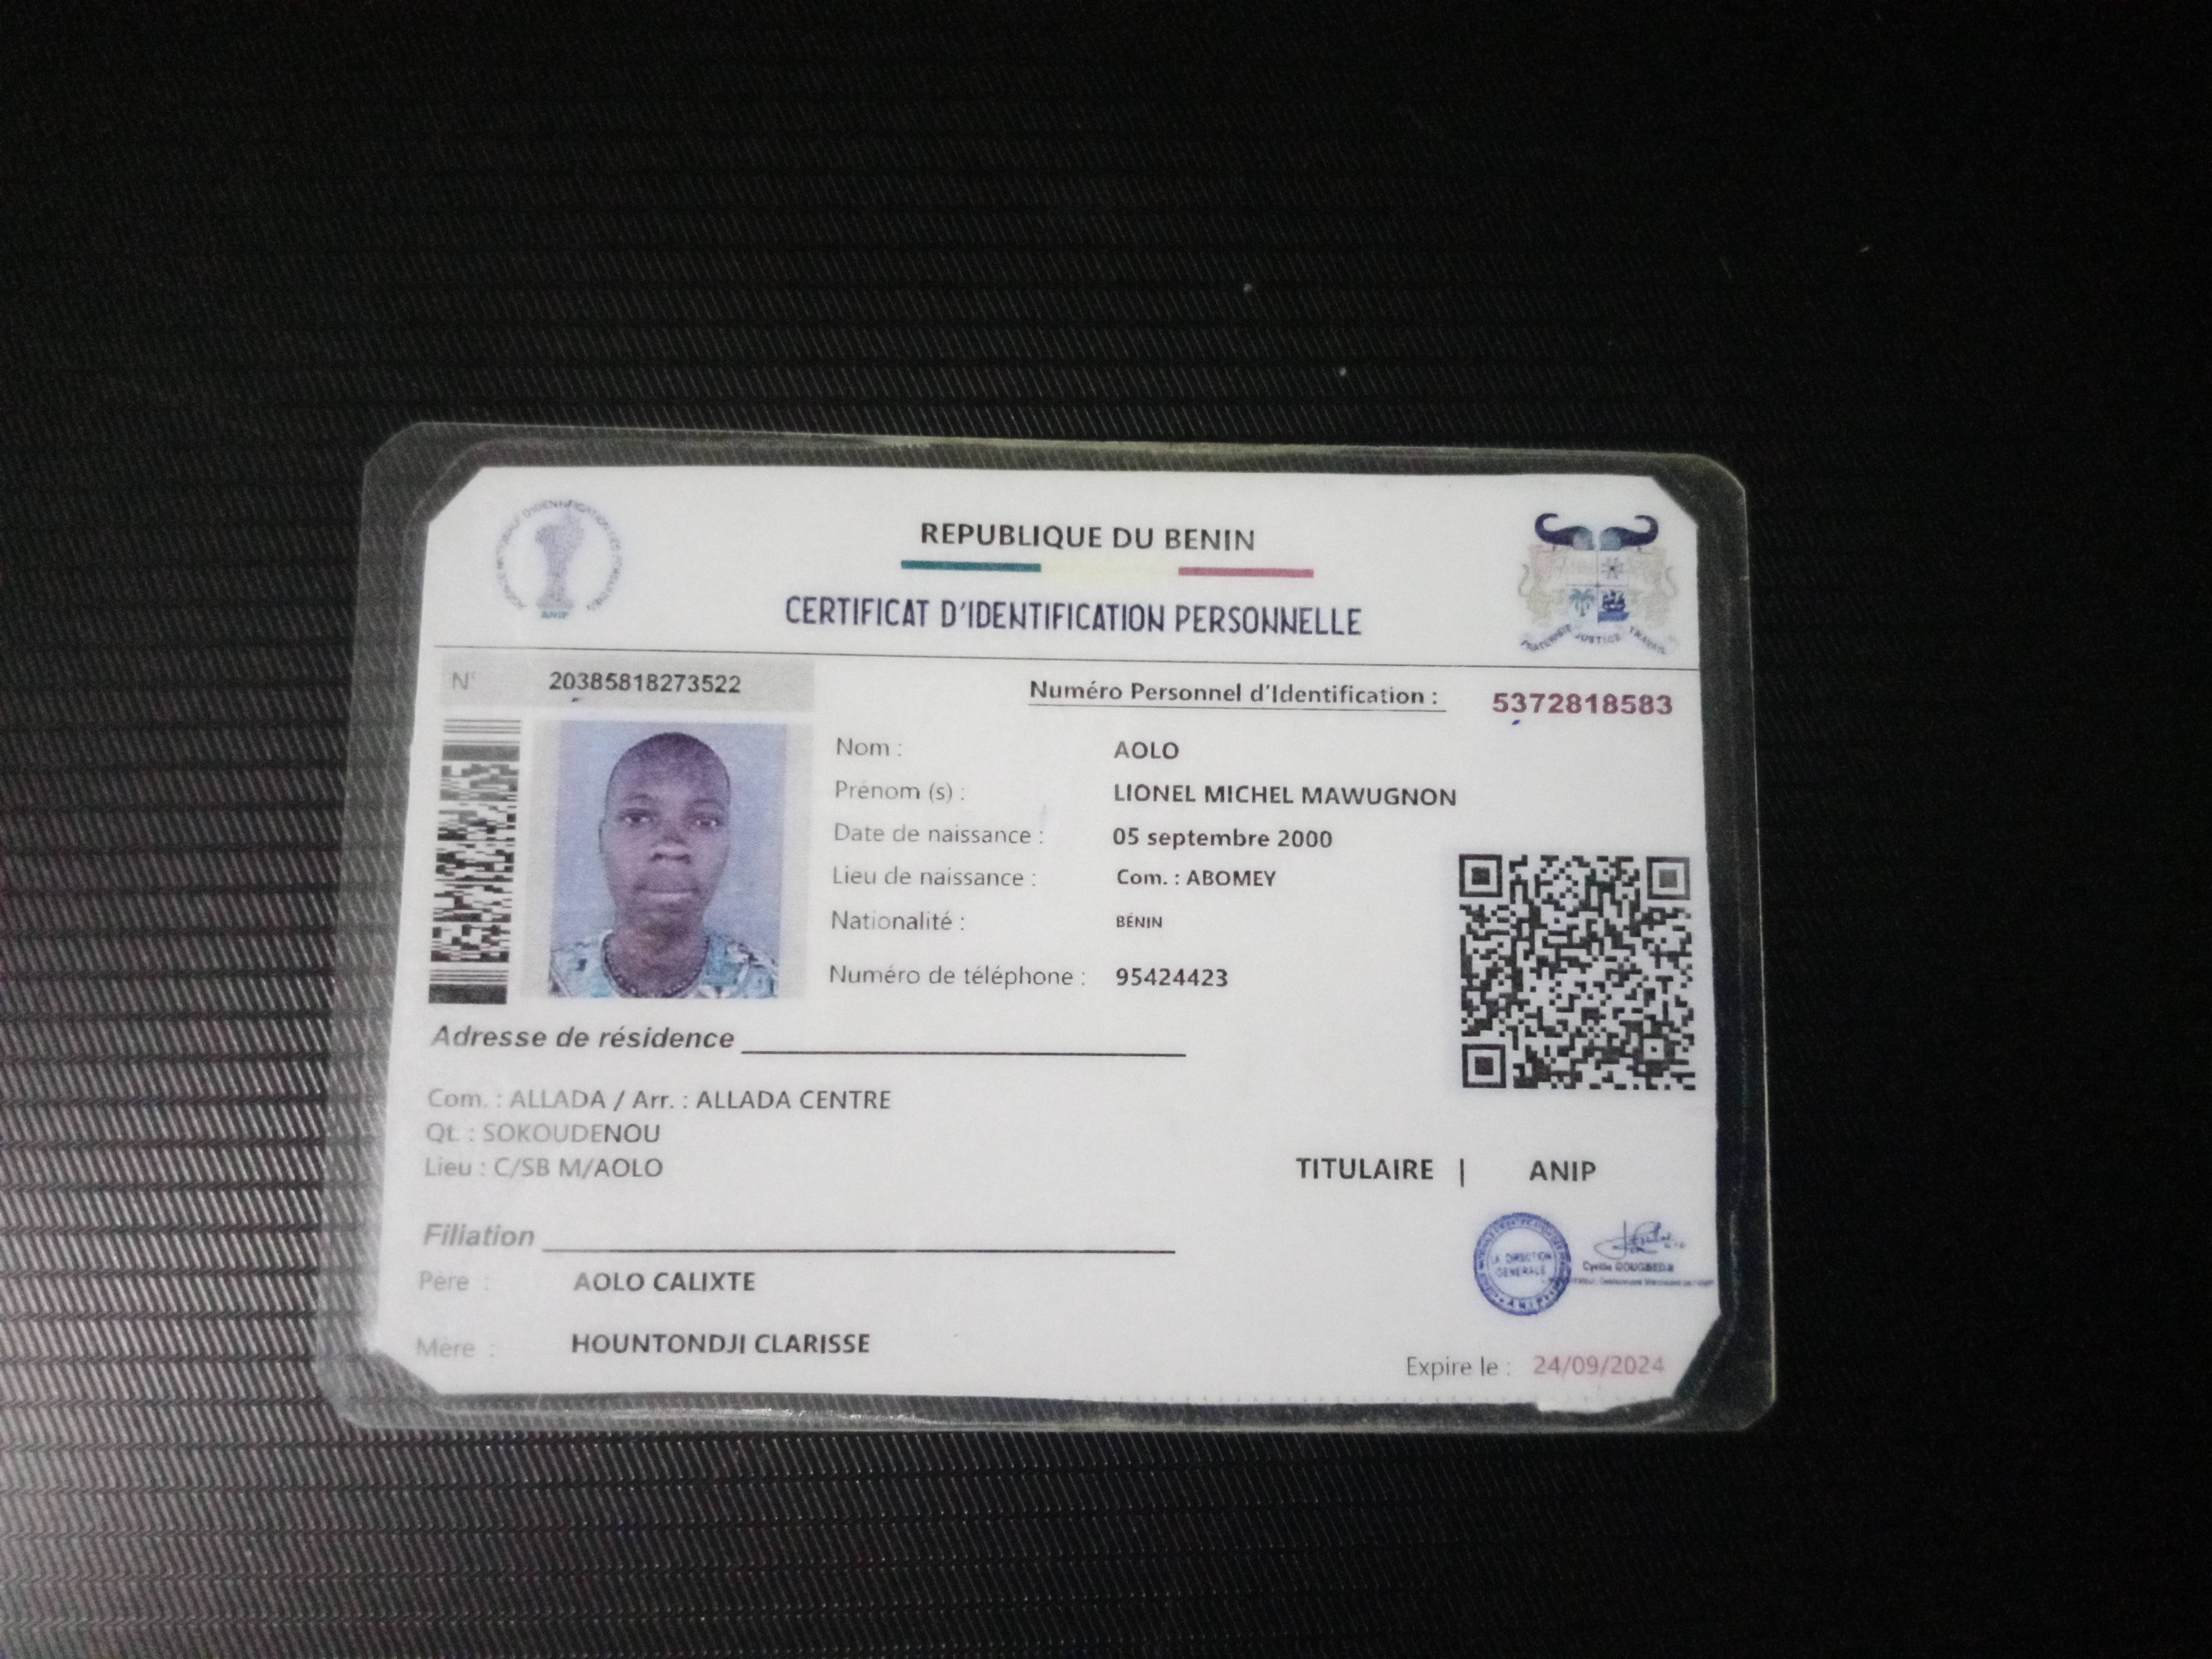 REPUBLIQUE DU BENIN
CERTIFICAT D'IDENTIFICATION PERSONNELLE
ANIP
FRATERNITE JUSTICE TRAVAIL
N° 20385818273522
Numéro Personnel d'Identification : 5372818583
Nom : AOLO
Prénom (s) : LIONEL MICHEL MAWUGNON
Date de naissance : 05 septembre 2000
Lieu de naissance : Com. : ABOMEY
Nationalité : BÉNIN
Numéro de téléphone : 95424423
Adresse de résidence
Com. : ALLADA / Arr. : ALLADA CENTRE
Qt. : SOKOUDENOU
Lieu : C/SB M/AOLO
TITULAIRE | ANIP
LA DIRECTION
GENERALE
ANIP
Cyrille GOUGBEDJI
Filiation
Père : AOLO CALIXTE
Mère : HOUNTONDJI CLARISSE
Expire le : 24/09/2024